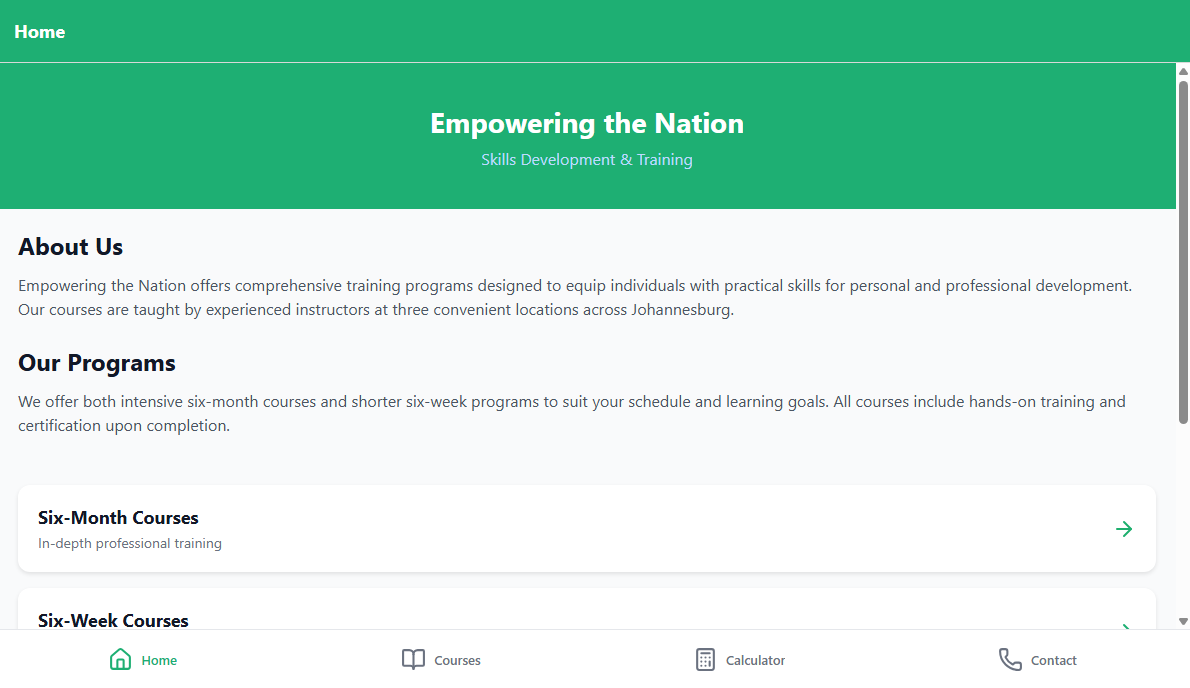 Home
Empowering the Nation
Skills Development & Training
About Us
Empowering the Nation offers comprehensive training programs designed to equip individuals with practical skills for personal and professional development.
Our courses are taught by experienced instructors at three convenient locations across Johannesburg.
Our Programs
We offer both intensive six-month courses and shorter six-week programs to suit your schedule and learning goals. All courses include hands-on training and
certification upon completion.
Six-Month Courses
In-depth professional training
Six-Week Courses
Home
Courses
Calculator
Contact